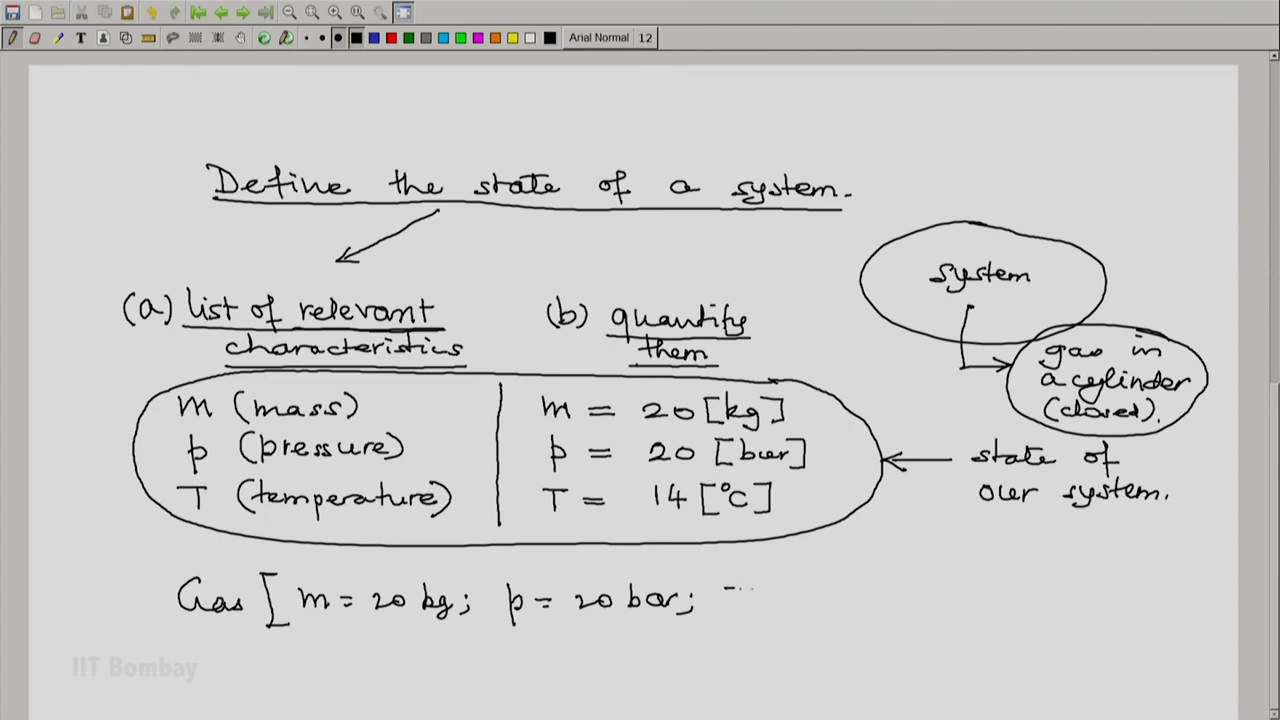 Arial Normal 12
Define the state of a system.
system
(a) list of relevant characteristics
(b) quantify them
gas in
a cylinder
(closed).
m (mass) m = 20 [kg]
p (pressure) p = 20 [bar]
T (temperature) T = 14 [°C]
state of
our system.
Gas [ m = 20 kg; p = 20 bar;
IIT Bombay